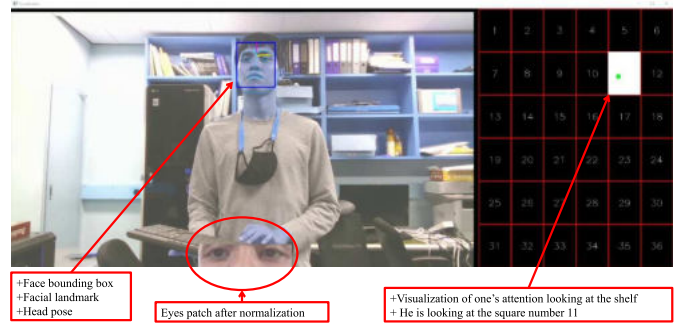 1 2 3 4 5 6
7 8 9 10 12
13 14 15 16 17 18
19 20 21 22 23 24
25 26 27 28 29 30
31 32 33 34 35 36
+Face bounding box
+Facial landmark
+Head pose
Eyes patch after normalization
+Visualization of one’s attention looking at the shelf
+ He is looking at the square number 11